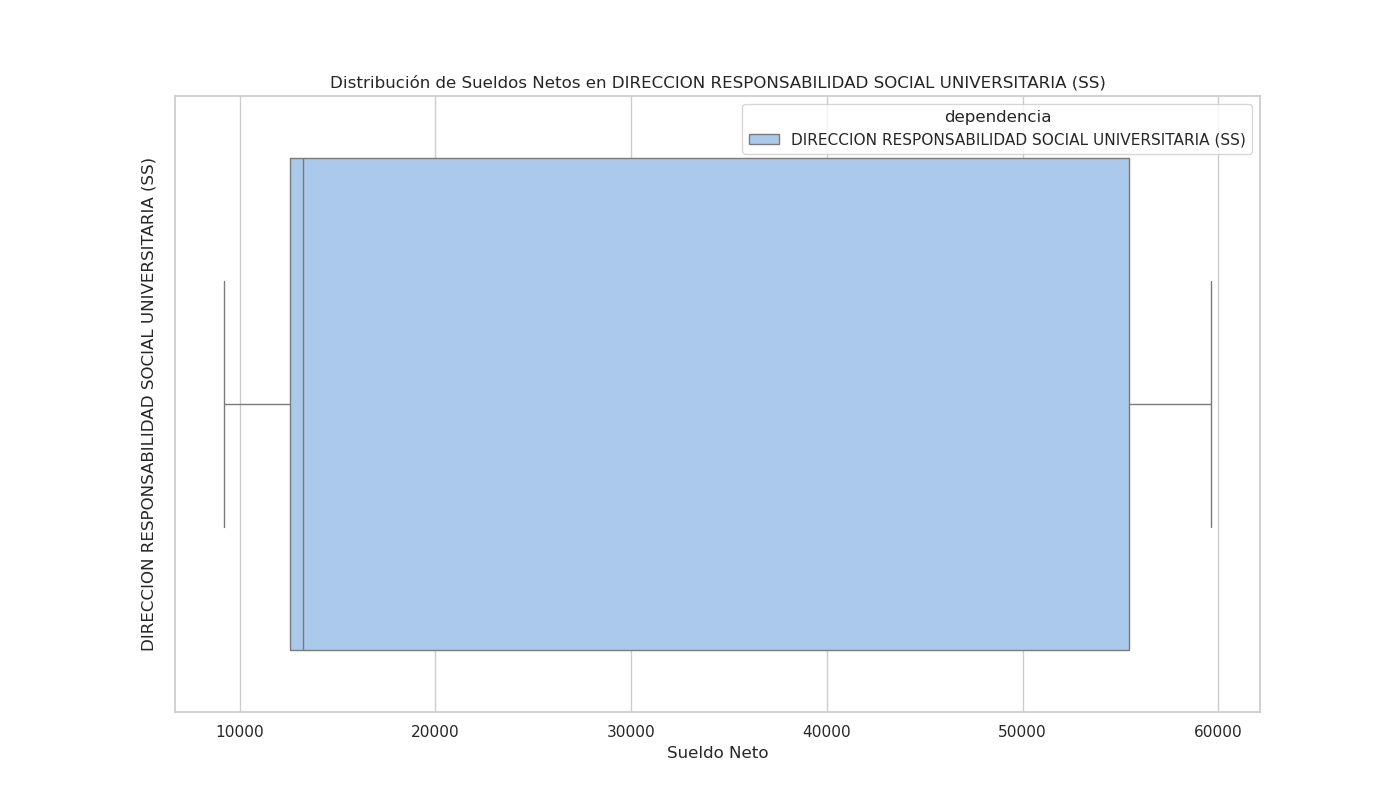 Distribución de Sueldos Netos en DIRECCION RESPONSABILIDAD SOCIAL UNIVERSITARIA (SS)
dependencia
DIRECCION RESPONSABILIDAD SOCIAL UNIVERSITARIA (SS)
DIRECCION RESPONSABILIDAD SOCIAL UNIVERSITARIA (SS)
10000 20000 30000 40000 50000 60000
Sueldo Neto